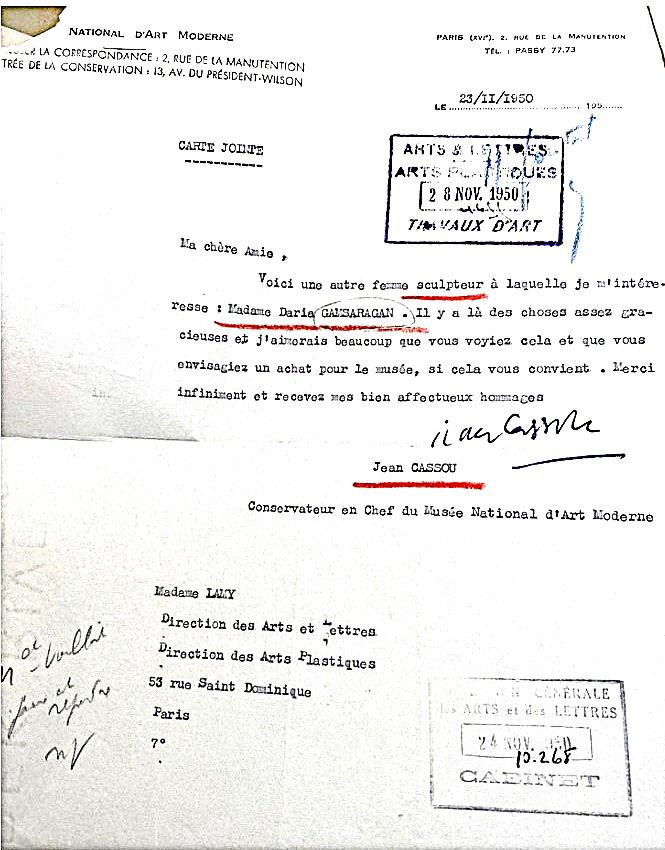 NATIONAL D'ART MODERNE
LA CORRESPONDANCE : 2, RUE DE LA MANUTENTION
TRÉE DE LA CONSERVATION : 13, AV. DU PRÉSIDENT-WILSON
PARIS (XVIᵉ). 2. RUE DE LA MANUTENTION
TÉL. : PASSY 77.73
LE 23/II/1950 195
CARTE JOINTE
ARTS & LETTRES
ARTS PLASTIQUES
28 NOV. 1950
TRAVAUX D'ART
Ma chère Amie ,
Voici une autre femme sculpteur à laquelle je m'intére-
resse : Madame Daria GAMSARAGAN . Il y a là des choses assez gra-
cieuses et j'aimerais beaucoup que vous voyiez cela et que vous
envisagiez un achat pour le musée, si cela vous convient . Merci
infiniment et recevez mes bien affectueux hommages
Jean Cassou
Jean CASSOU
Conservateur en Chef du Musée National d'Art Moderne
Madame LAMY
Direction des Arts et Lettres
Direction des Arts Plastiques
53 rue Saint Dominique
Paris
7°
GÉNÉRALE
des ARTS et des LETTRES
24 NOV. 1950
10.268
CABINET